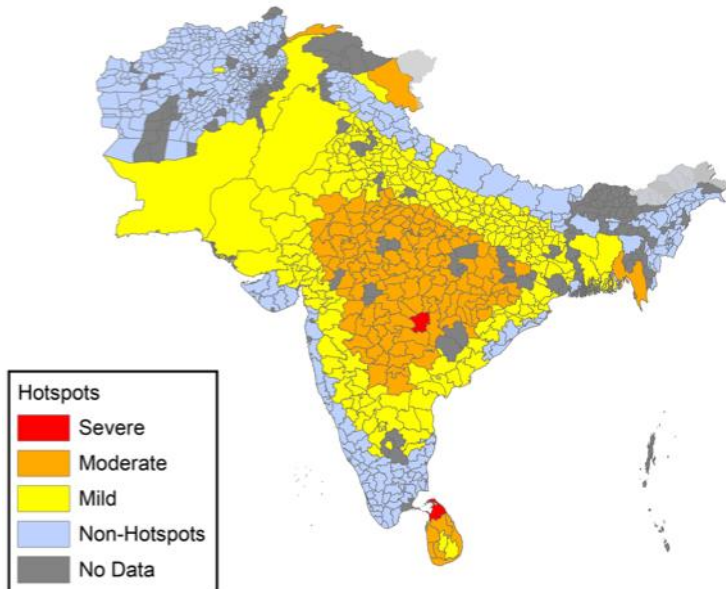 Hotspots
Severe
Moderate
Mild
Non-Hotspots
No Data